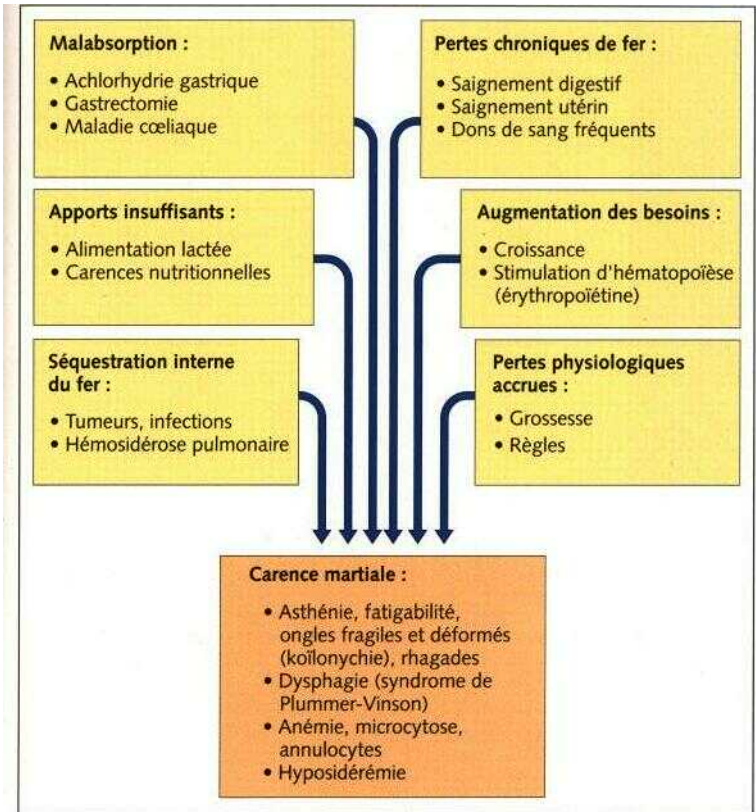 Malabsorption :
• Achlorhydrie gastrique
• Gastrectomie
• Maladie cœliaque
Pertes chroniques de fer :
• Saignement digestif
• Saignement utérin
• Dons de sang fréquents
Apports insuffisants :
• Alimentation lactée
• Carences nutritionnelles
Augmentation des besoins :
• Croissance
• Stimulation d'hématopoïèse
(érythropoïétine)
Séquestration interne
du fer :
• Tumeurs, infections
• Hémosidérose pulmonaire
Pertes physiologiques
accrues :
• Grossesse
• Règles
Carence martiale :
• Asthénie, fatigabilité,
ongles fragiles et déformés
(koïlonychie), rhagades
• Dysphagie (syndrome de
Plummer-Vinson)
• Anémie, microcytose,
annulocytes
• Hyposidérémie